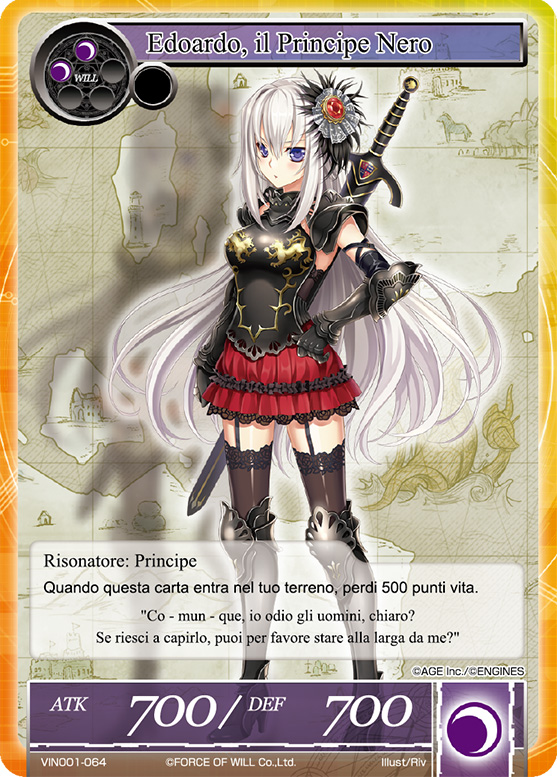 Edoardo, il Principe Nero
WILL
Risonatore: Principe
Quando questa carta entra nel tuo terreno, perdi 500 punti vita.
"Co - mun - que, io odio gli uomini, chiaro?
Se riesci a capirlo, puoi per favore stare alla larga da me?"
©AGE Inc./©ENGINES
ATK 700/ DEF 700
VIN001-064 ©FORCE OF WILL Co.,Ltd. Illust/Riv